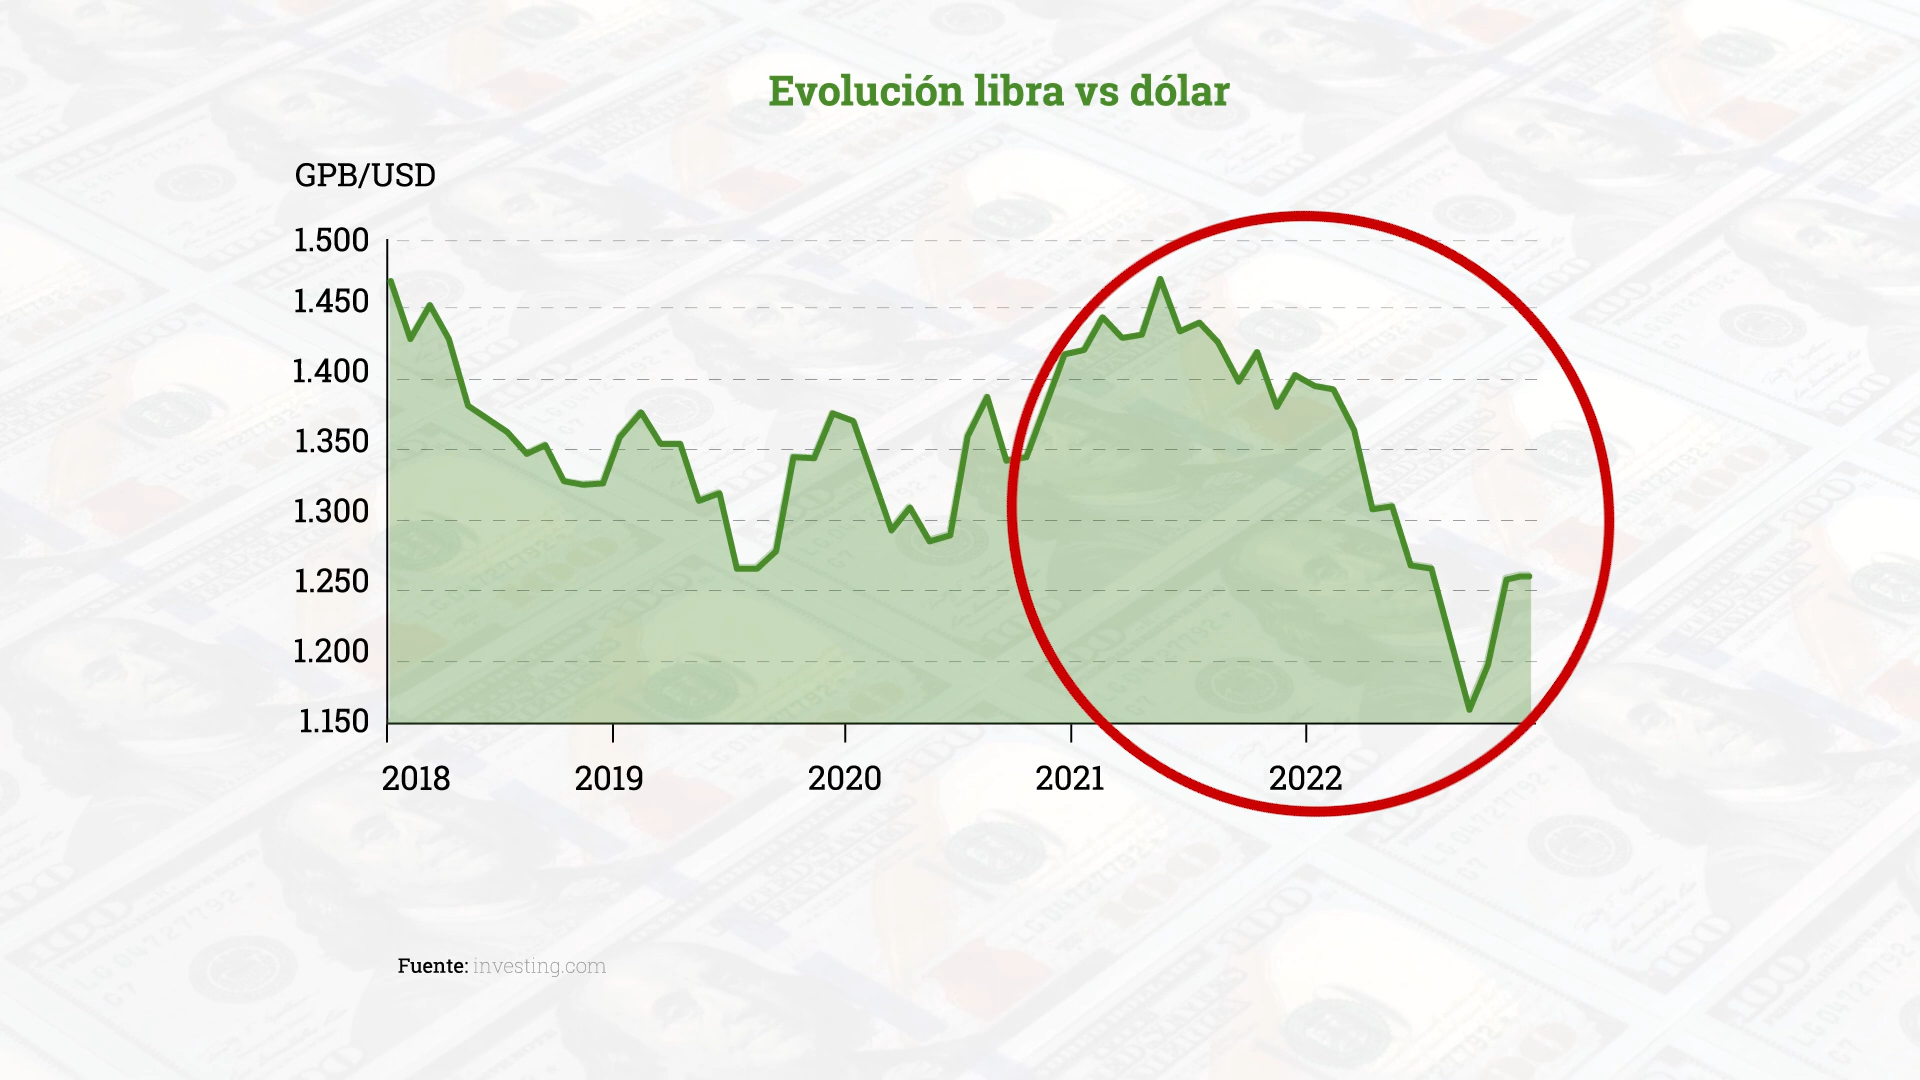 Evolución libra vs dólar
GPB/USD
1.500
1.450
1.400
1.350
1.300
1.250
1.200
1.150
2018 2019 2020 2021 2022
Fuente: investing.com